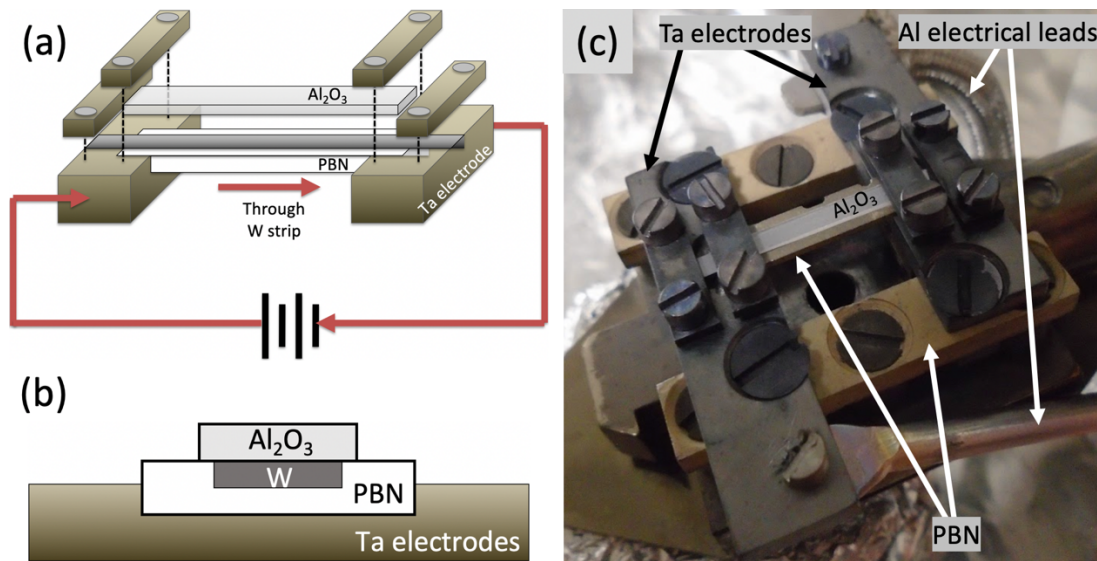 (a)
Al₂O₃
PBN
Ta electrode
Through
W strip
(b)
Al₂O₃
W
PBN
Ta electrodes
(c)
Ta electrodes
Al electrical leads
Al₂O₃
PBN